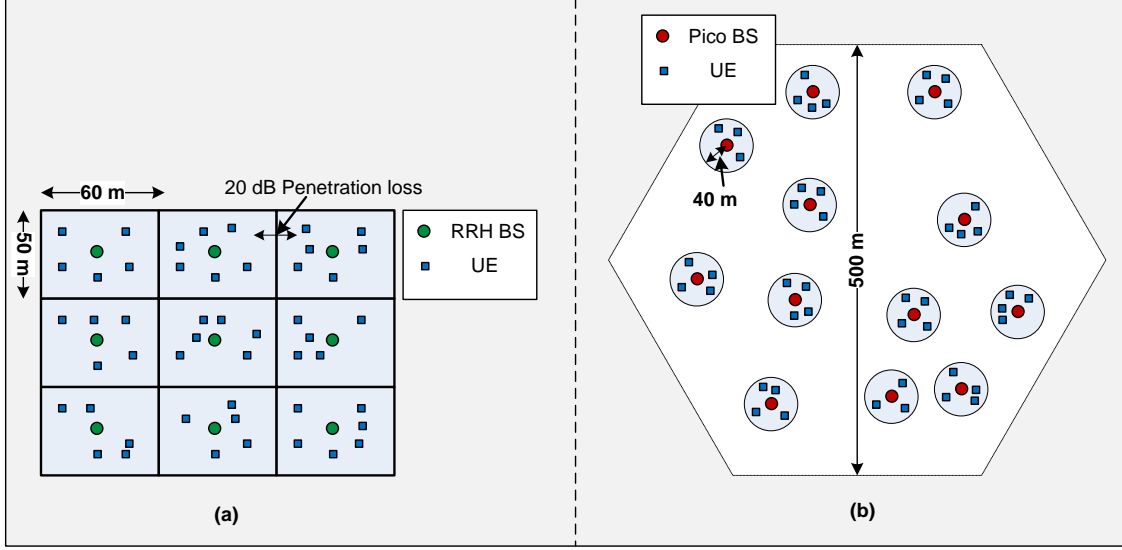 60 m
20 dB Penetration loss
50 m
RRH BS
UE
(a)
Pico BS
UE
40 m
500 m
(b)